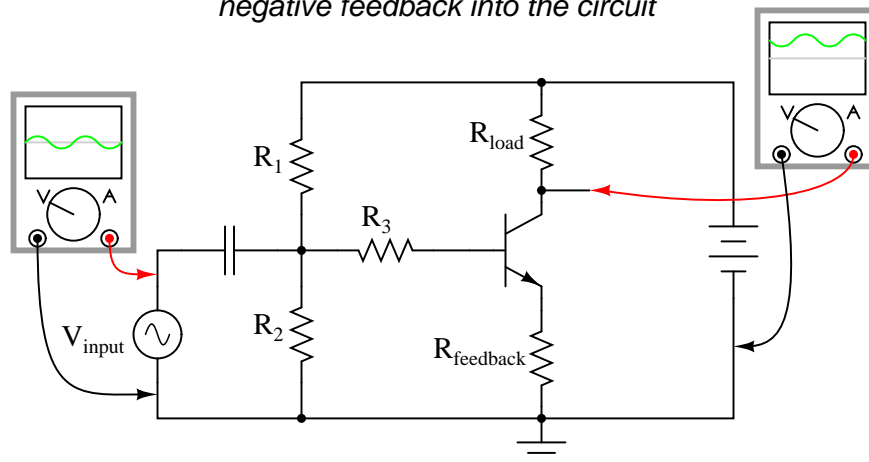 negative feedback into the circuit
V A
V A
R1
Rload
R3
R2
Vinput
Rfeedback